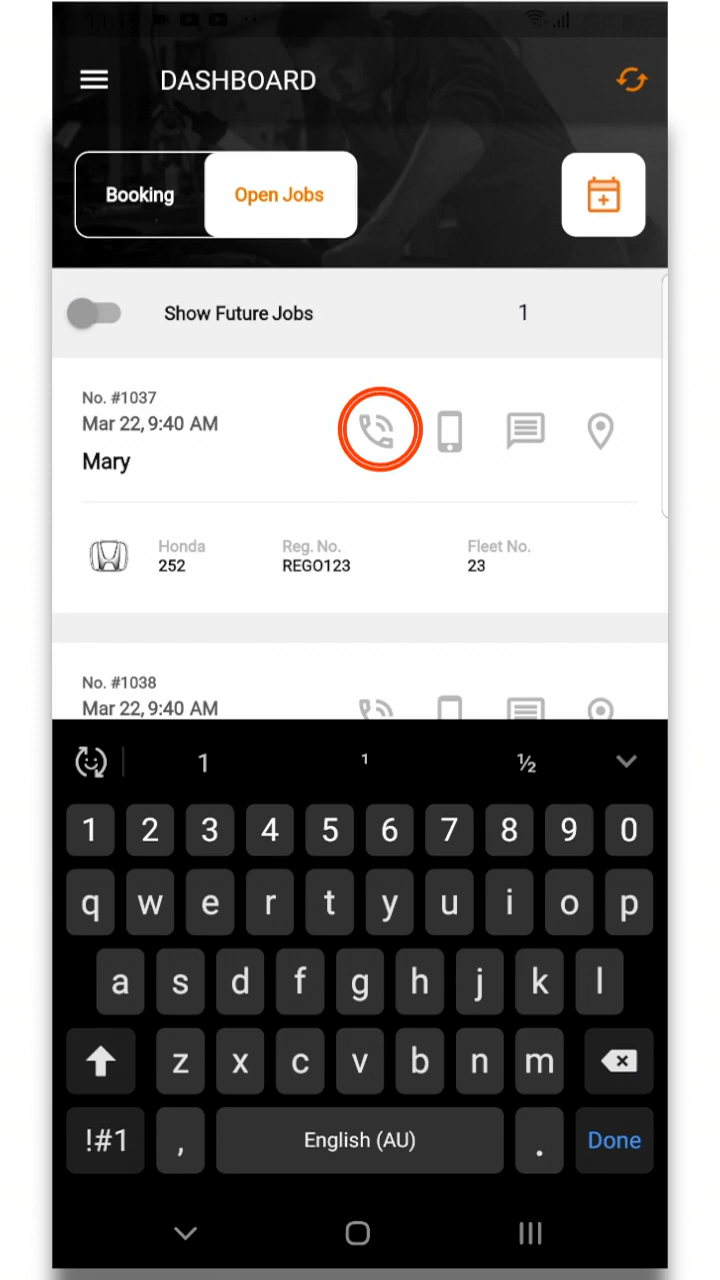 11:19
DASHBOARD
Booking Open Jobs
Show Future Jobs 1
No. #1037
Mar 22, 9:40 AM
Mary
Honda Reg. No. Fleet No.
252 REGO123 23
No. #1038
Mar 22, 9:40 AM
1 ¹ ½
1 2 3 4 5 6 7 8 9 0
q w e r t y u i o p
a s d f g h j k l
z x c v b n m
!#1 , English (AU) . Done